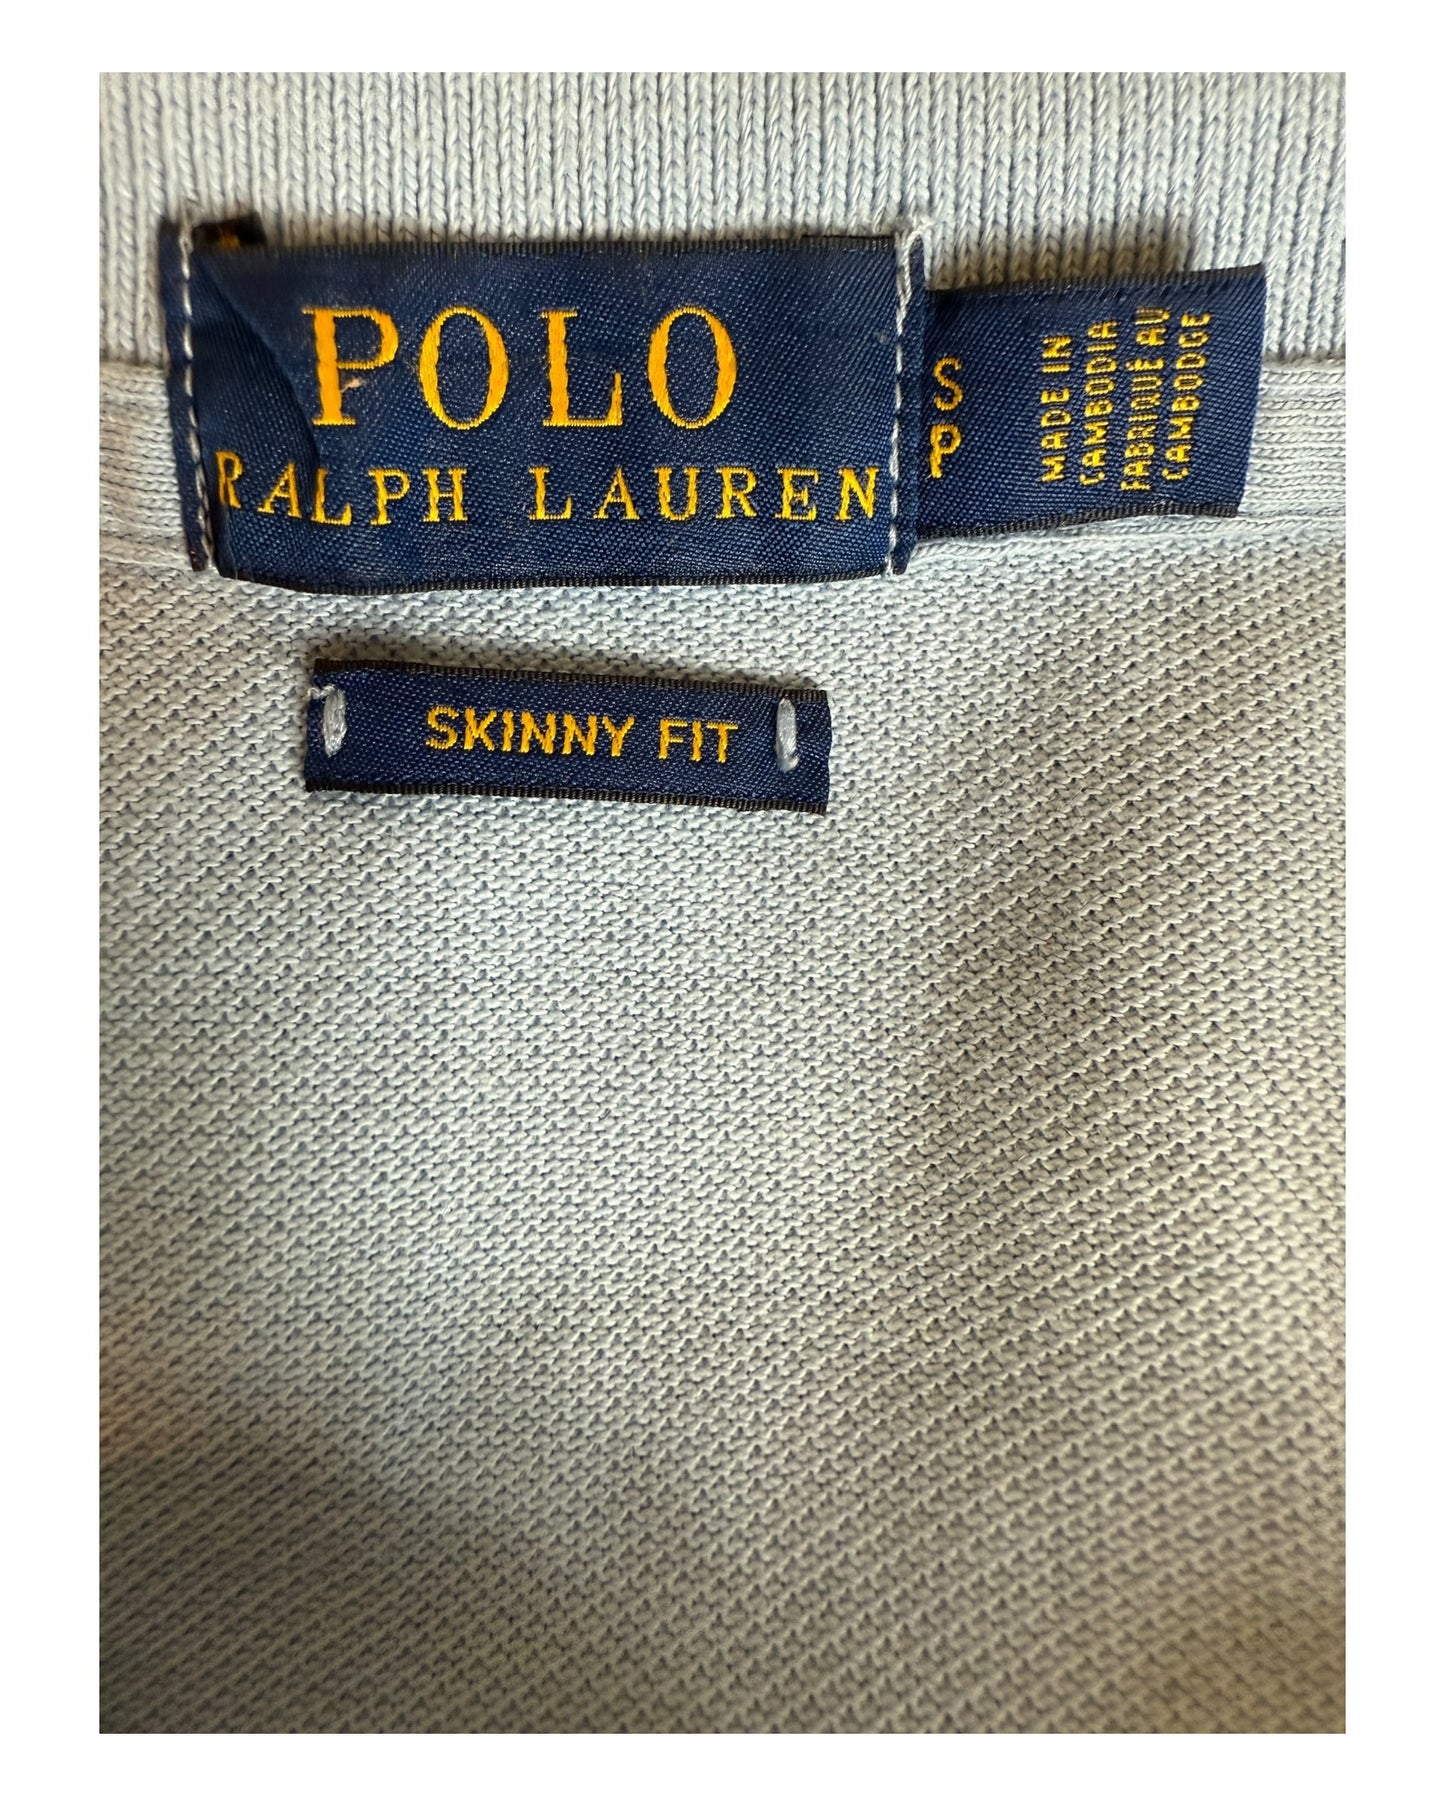 POLO
RALPH LAUREN
S
P
MADE IN
CAMBODIA
FABRIQUÉ AU
CAMBODGE
SKINNY FIT